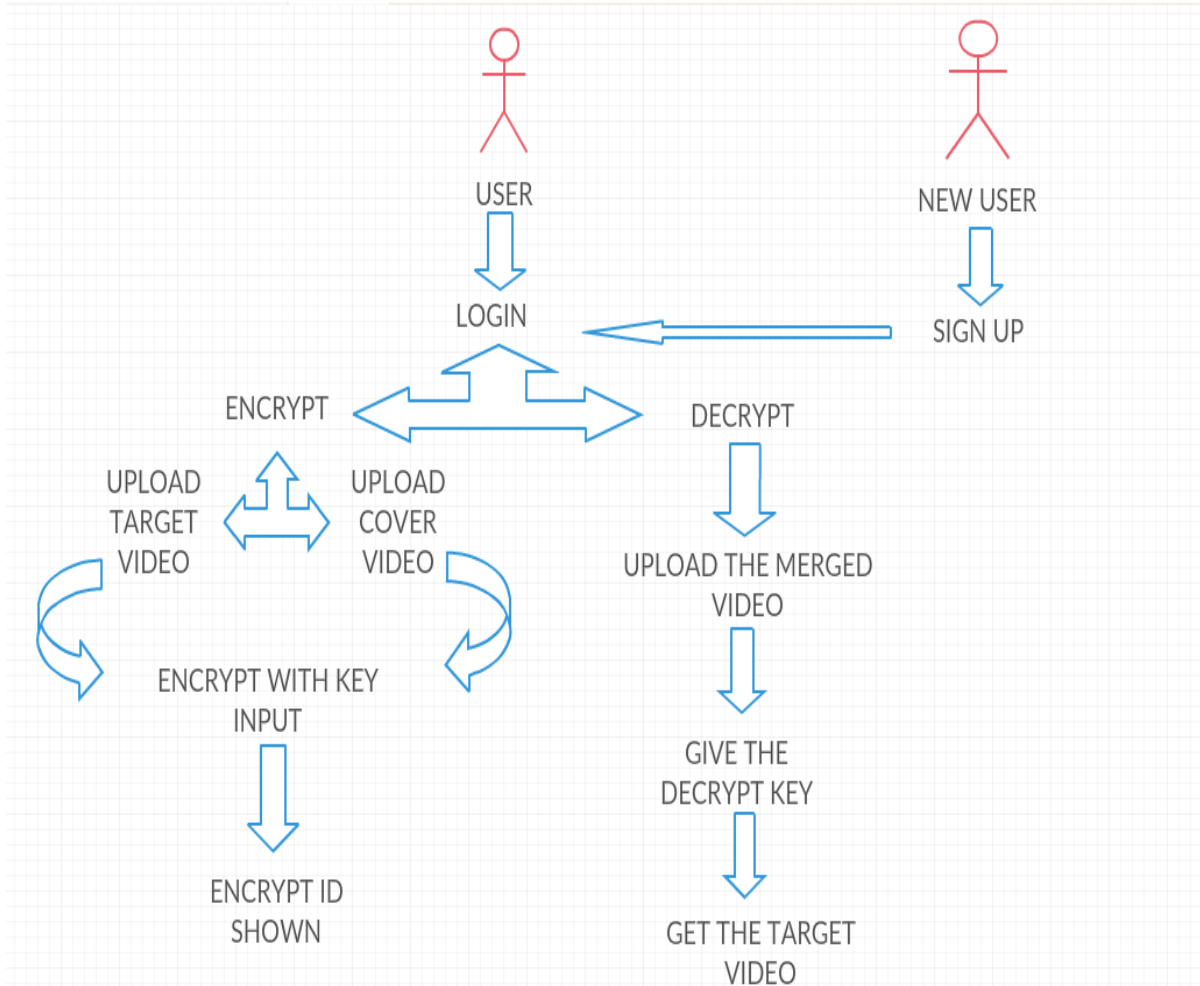 USER
NEW USER
LOGIN
SIGN UP
ENCRYPT
DECRYPT
UPLOAD
TARGET
VIDEO
UPLOAD
COVER
VIDEO
UPLOAD THE MERGED
VIDEO
ENCRYPT WITH KEY
INPUT
GIVE THE
DECRYPT KEY
ENCRYPT ID
SHOWN
GET THE TARGET
VIDEO